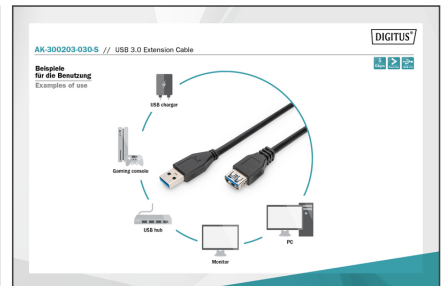 DIGITUS®
AK-300203-030-S // USB 3.0 Extension Cable
Beispiele
für die Benutzung
Examples of use
USB charger
Gaming console
USB hub
Monitor
PC